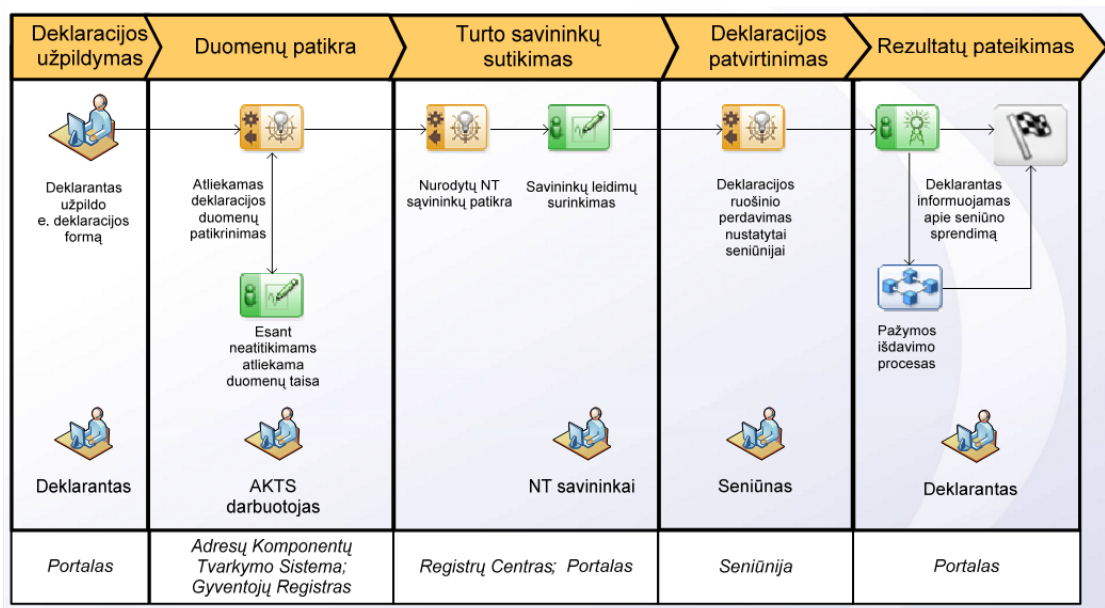 Deklaracijos
užpildymas
Duomenų patikra
Turto savininkų
sutikimas
Deklaracijos
patvirtinimas
Rezultatų pateikimas
Deklarantas
užpildo
e. deklaracijos
formą
Atliekamas
deklaracijos
duomenų
patikrinimas
Esant
neatitikimams
atliekama
duomenų taisa
Nurodytų NT
sąvininkų patikra
Savininkų leidimų
surinkimas
Deklaracijos
ruošinio
perdavimas
nustatytai
seniūnijai
Deklarantas
informuojamas
apie seniūno
sprendimą
Pažymos
išdavimo
procesas
Deklarantas
AKTS
darbuotojas
NT savininkai
Seniūnas
Deklarantas
Portalas
Adresų Komponentų
Tvarkymo Sistema;
Gyventojų Registras
Registrų Centras; Portalas
Seniūnija
Portalas